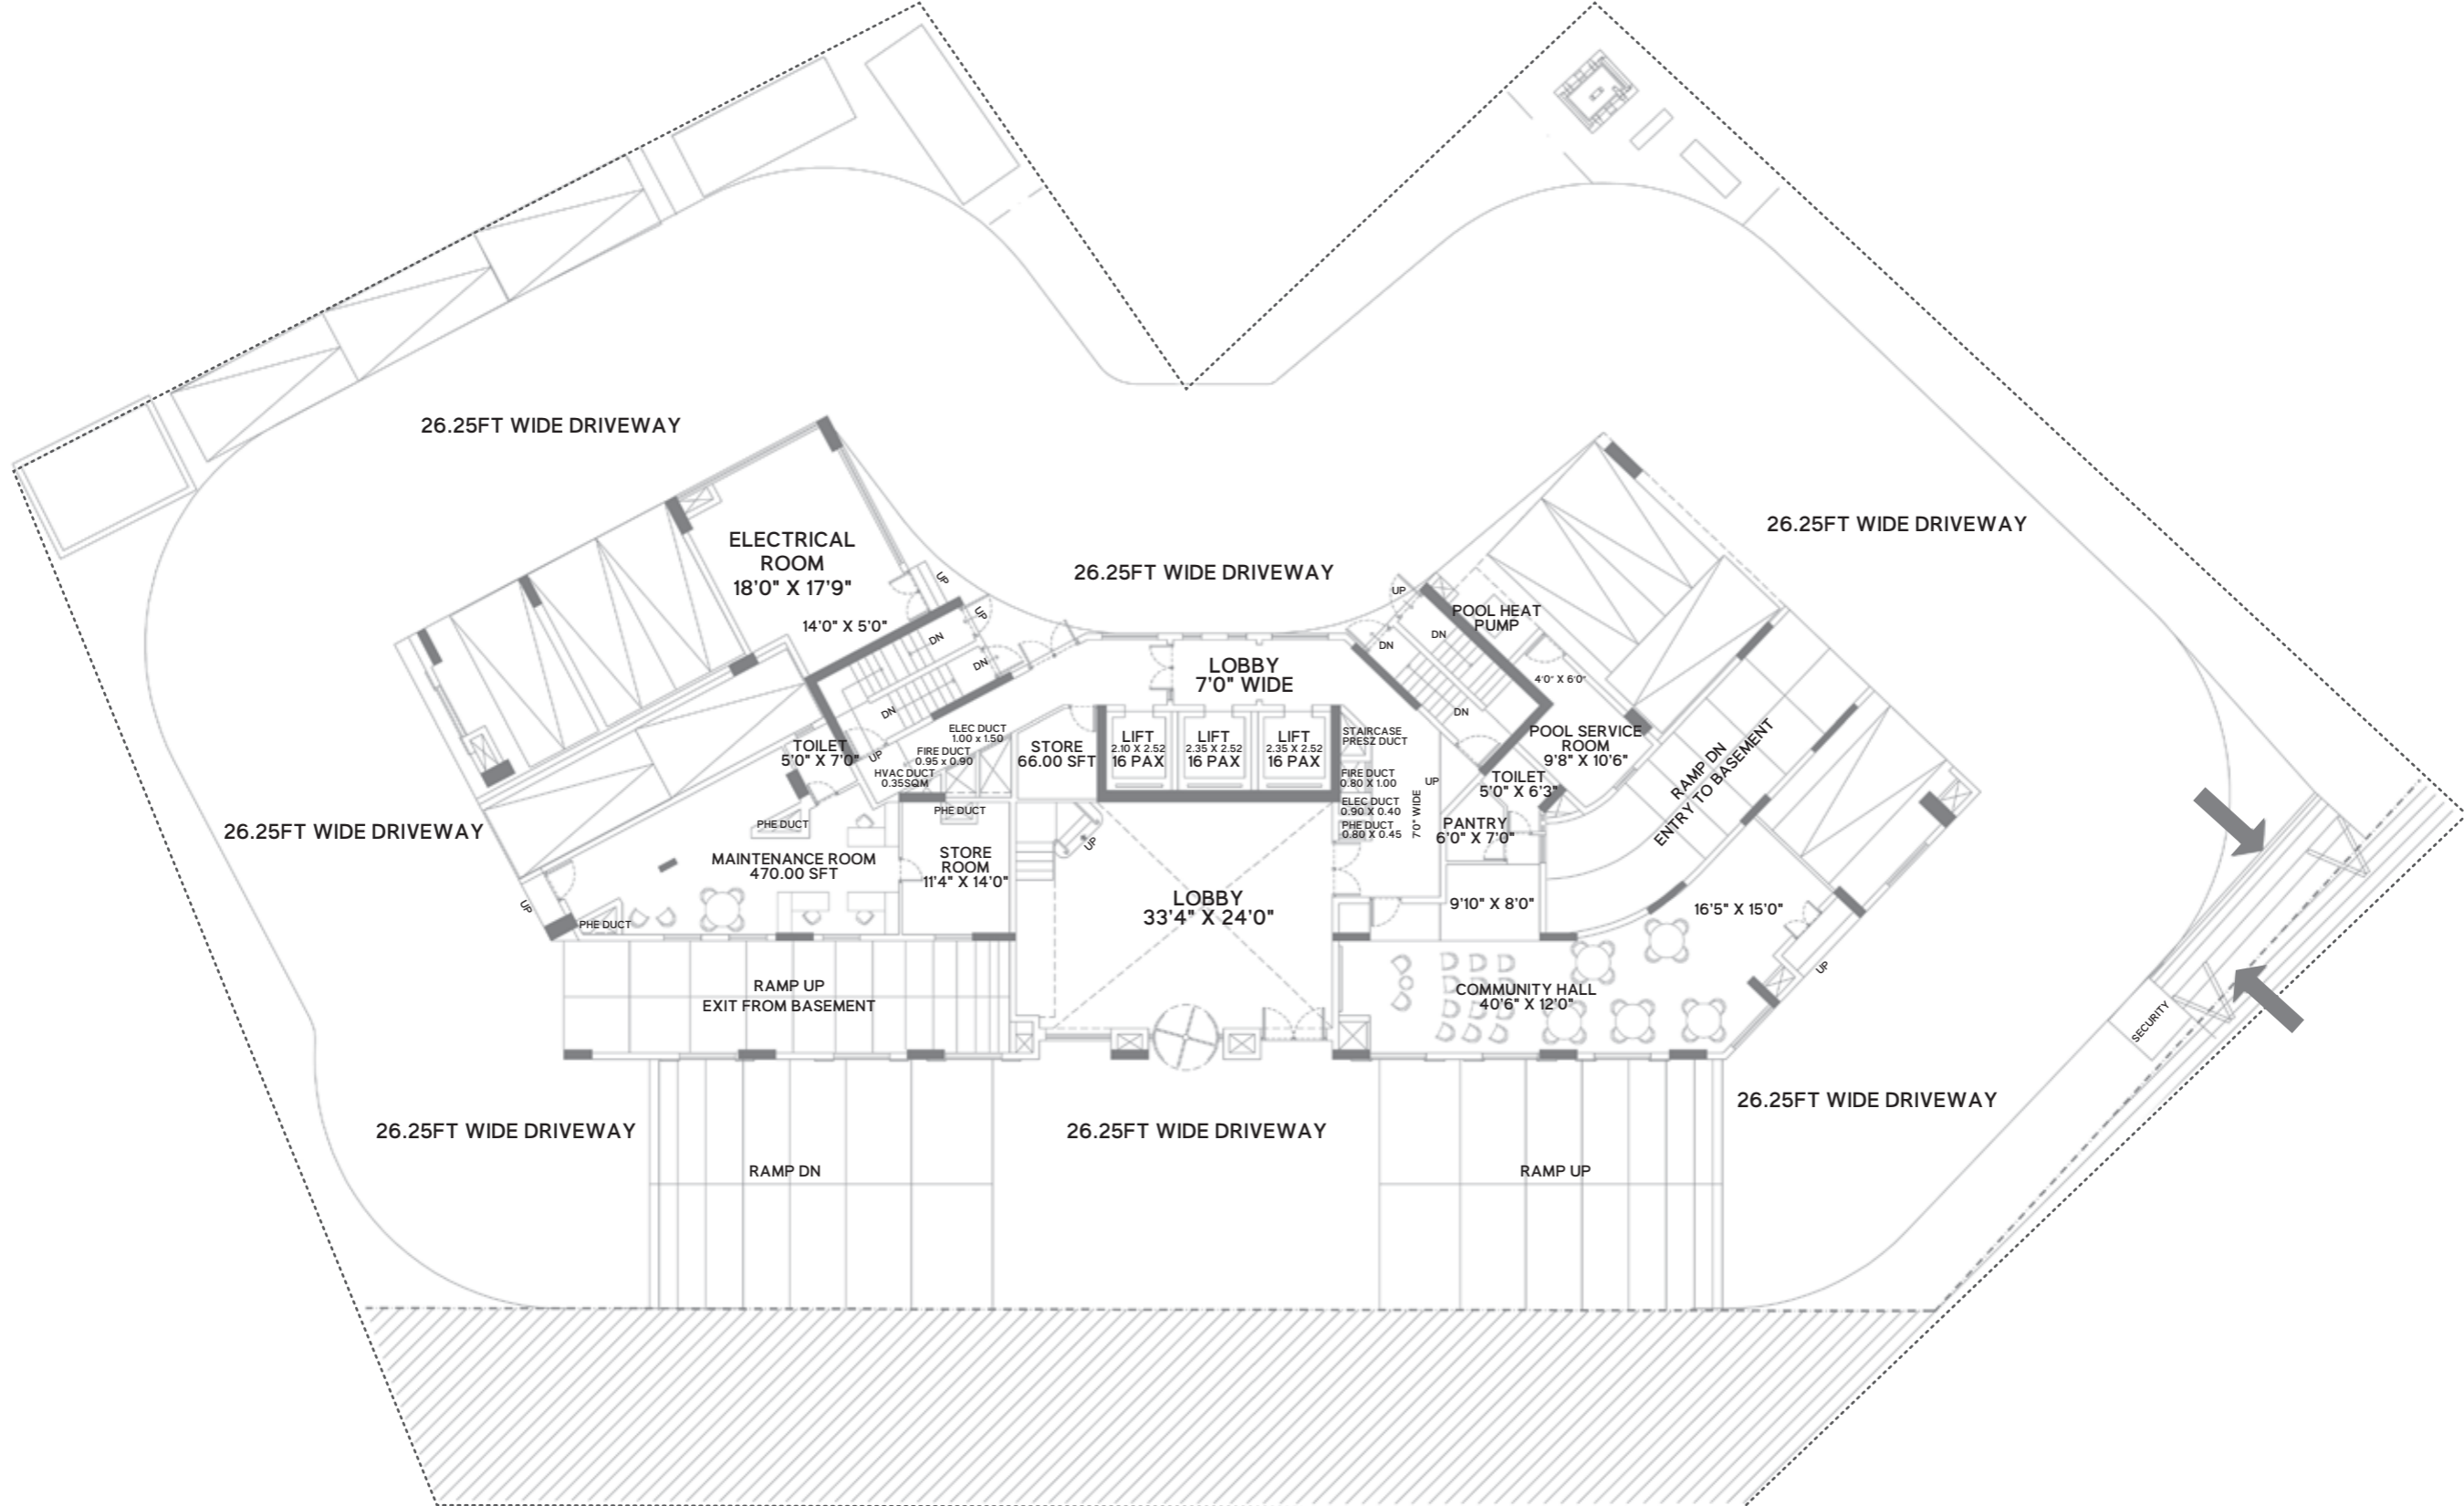 26.25FT WIDE DRIVEWAY
26.25FT WIDE DRIVEWAY
26.25FT WIDE DRIVEWAY
ELECTRICAL
ROOM
18'0" X 17'9"
14'0" X 5'0"
UP
UP
DN
DN
DN
UP
UP
DN
DN
DN
POOL HEAT
PUMP
4'0" X 6'0"
LOBBY
7'0" WIDE
ELEC DUCT
1.00 x 1.50
FIRE DUCT
0.95 x 0.90
HVAC DUCT
0.35SQM
TOILET
5'0" X 7'0"
STORE
66.00 SFT
LIFT
2.10 X 2.52
16 PAX
LIFT
2.35 X 2.52
16 PAX
LIFT
2.35 X 2.52
16 PAX
STAIRCASE
PRESZ DUCT
FIRE DUCT
0.80 X 1.00
ELEC DUCT
0.90 X 0.40
PHE DUCT
0.80 X 0.45
UP
7'0" WIDE
POOL SERVICE
ROOM
9'8" X 10'6"
TOILET
5'0" X 6'3"
PANTRY
6'0" X 7'0"
RAMP DN
ENTRY TO BASEMENT
26.25FT WIDE DRIVEWAY
PHE DUCT
PHE DUCT
MAINTENANCE ROOM
470.00 SFT
STORE
ROOM
11'4" X 14'0"
UP
LOBBY
33'4" X 24'0"
9'10" X 8'0"
16'5" X 15'0"
UP
PHE DUCT
UP
RAMP UP
EXIT FROM BASEMENT
COMMUNITY HALL
40'6" X 12'0"
SECURITY
26.25FT WIDE DRIVEWAY
26.25FT WIDE DRIVEWAY
26.25FT WIDE DRIVEWAY
RAMP DN
RAMP UP